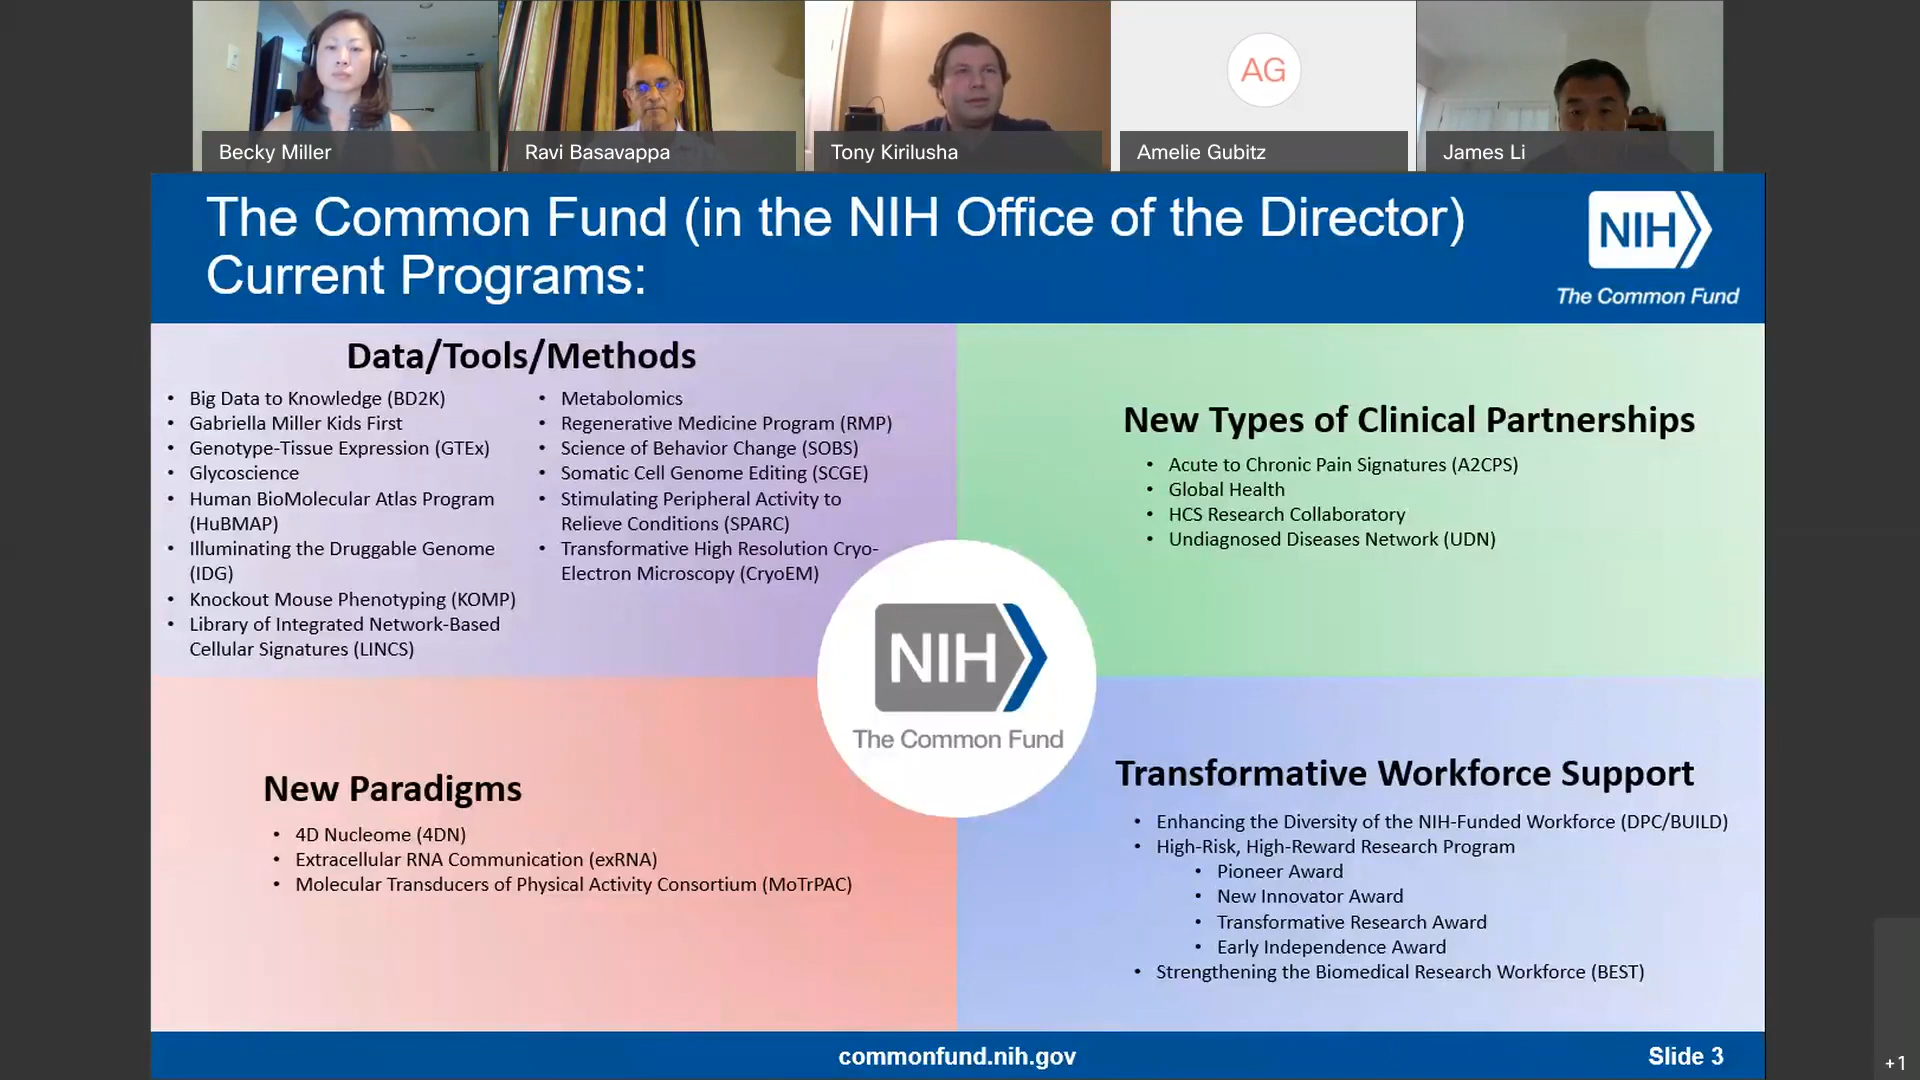 Becky Miller
Ravi Basavappa
Tony Kirilusha
AG
Amelie Gubitz
James Li
The Common Fund (in the NIH Office of the Director)
Current Programs:
NIH
The Common Fund
Data/Tools/Methods
• Big Data to Knowledge (BD2K)
• Gabriella Miller Kids First
• Genotype-Tissue Expression (GTEx)
• Glycoscience
• Human BioMolecular Atlas Program
(HuBMAP)
• Illuminating the Druggable Genome
(IDG)
• Knockout Mouse Phenotyping (KOMP)
• Library of Integrated Network-Based
Cellular Signatures (LINCS)
• Metabolomics
• Regenerative Medicine Program (RMP)
• Science of Behavior Change (SOBS)
• Somatic Cell Genome Editing (SCGE)
• Stimulating Peripheral Activity to
Relieve Conditions (SPARC)
• Transformative High Resolution Cryo-
Electron Microscopy (CryoEM)
New Types of Clinical Partnerships
• Acute to Chronic Pain Signatures (A2CPS)
• Global Health
• HCS Research Collaboratory
• Undiagnosed Diseases Network (UDN)
NIH
The Common Fund
New Paradigms
• 4D Nucleome (4DN)
• Extracellular RNA Communication (exRNA)
• Molecular Transducers of Physical Activity Consortium (MoTrPAC)
Transformative Workforce Support
• Enhancing the Diversity of the NIH-Funded Workforce (DPC/BUILD)
• High-Risk, High-Reward Research Program
• Pioneer Award
• New Innovator Award
• Transformative Research Award
• Early Independence Award
• Strengthening the Biomedical Research Workforce (BEST)
commonfund.nih.gov
Slide 3
+1